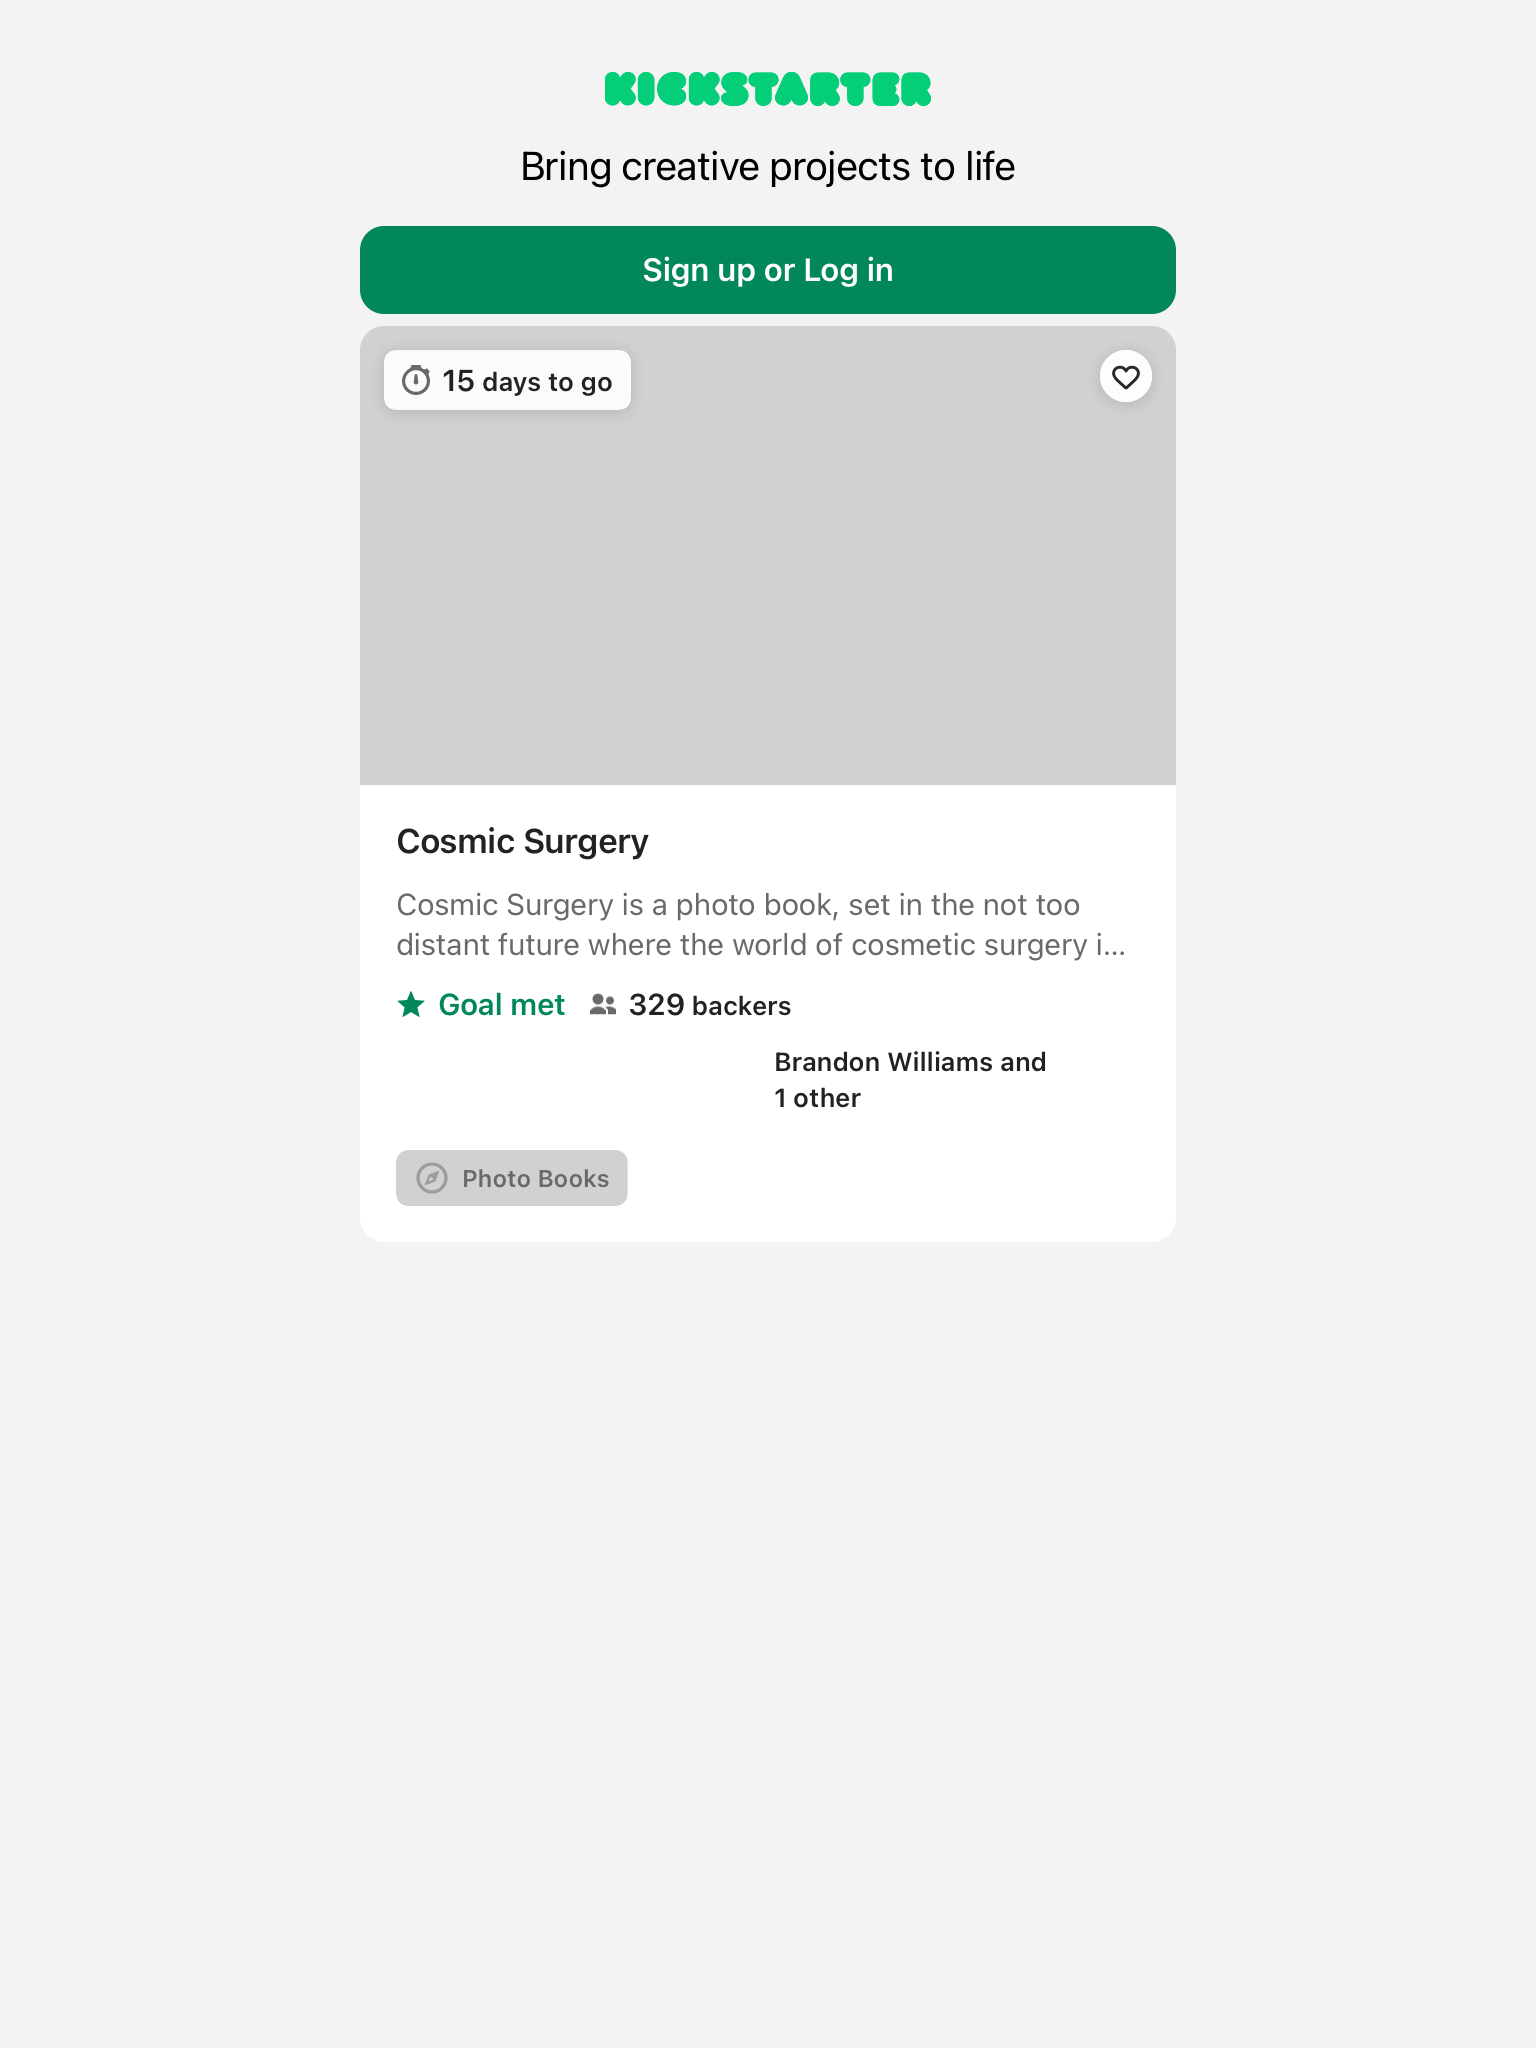 KICKSTARTER
Bring creative projects to life
Sign up or Log in
15 days to go
Cosmic Surgery
Cosmic Surgery is a photo book, set in the not too
distant future where the world of cosmetic surgery i...
Goal met 329 backers
Brandon Williams and
1 other
Photo Books